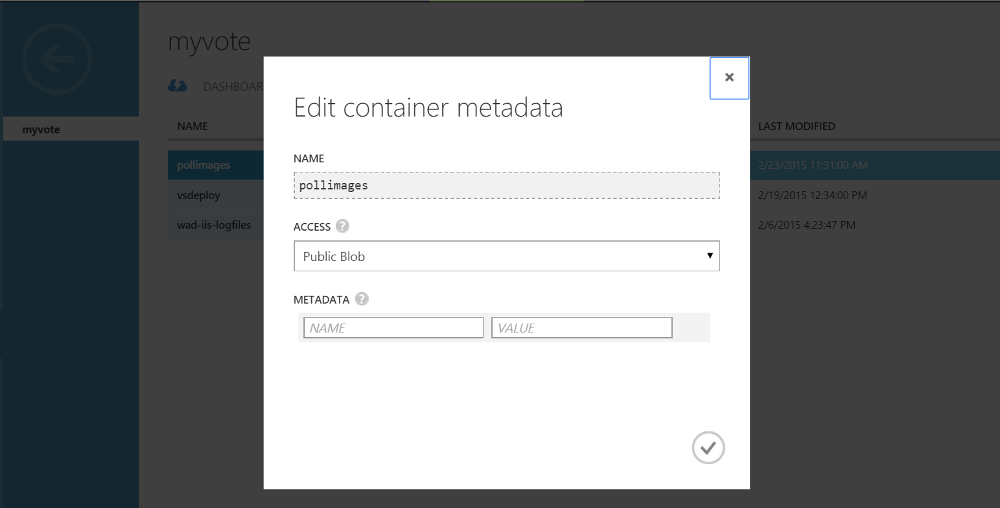 myvote
DASHBOAR
myvote
NAME
LAST MODIFIED
pollimages
2/23/2015 11:31:00 AM
vsdeploy
2/19/2015 12:34:00 PM
wad-iis-logfiles
2/6/2015 4:23:47 PM
Edit container metadata
NAME
pollimages
ACCESS ?
Public Blob
METADATA ?
NAME VALUE